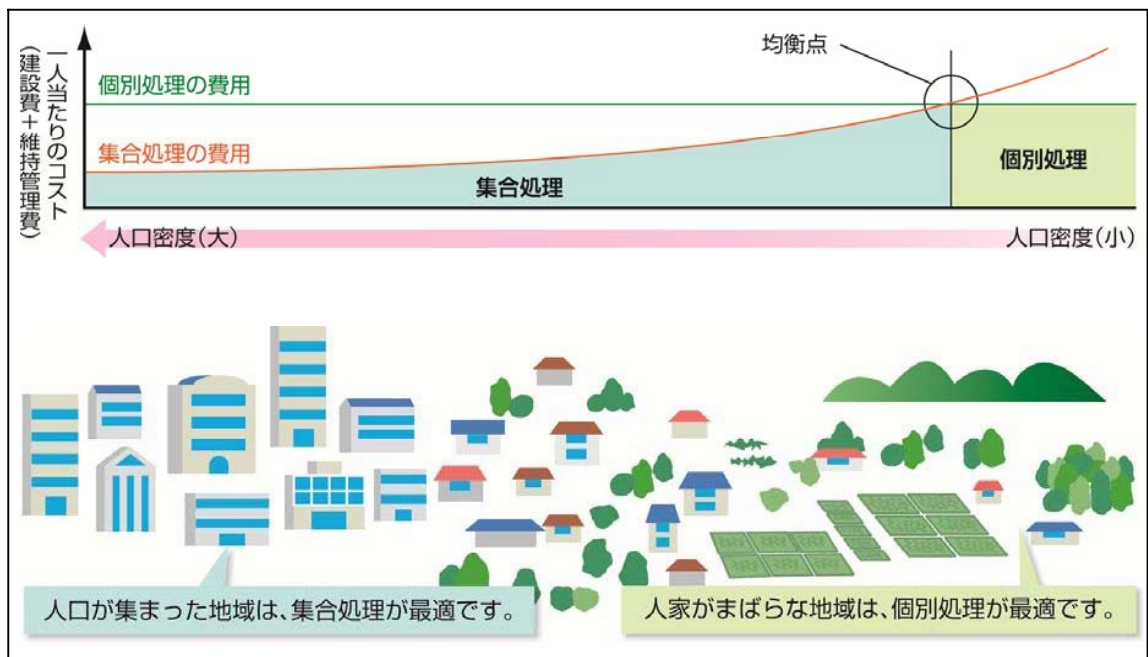 一人当たりのコスト
(建設費+維持管理費)
個別処理の費用
集合処理の費用
均衡点
集合処理
個別処理
人口密度(大)
人口密度(小)
人口が集まった地域は、集合処理が最適です。
人家がまばらな地域は、個別処理が最適です。